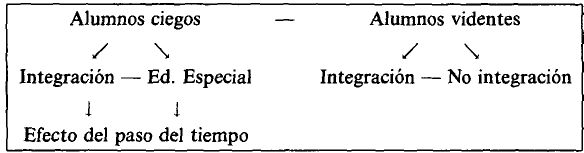 Alumnos ciegos — Alumnos videntes
Integración — Ed. Especial Integración — No integración
Efecto del paso del tiempo